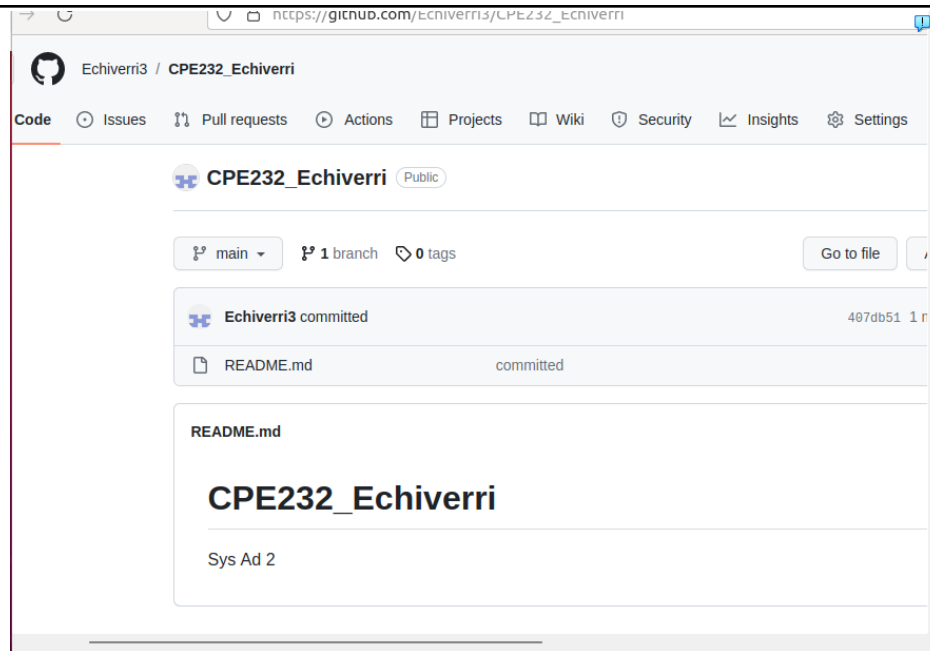 https://github.com/Echiverri3/CPE232_Echiverri
Echiverri3 / CPE232_Echiverri
Code Issues Pull requests Actions Projects Wiki Security Insights Settings
CPE232_Echiverri Public
main 1 branch 0 tags Go to file
Echiverri3 committed 407db51 1
README.md committed
README.md
CPE232_Echiverri
Sys Ad 2